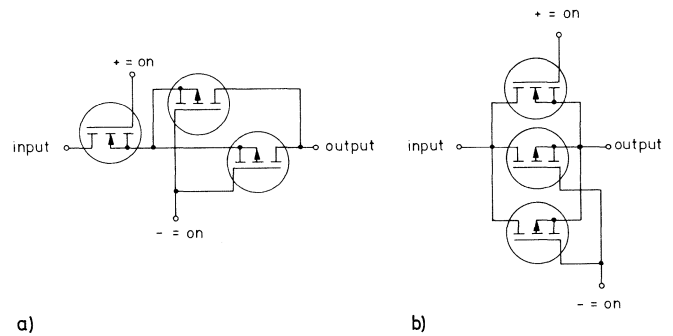 + = on
input
output
- = on
a)
+ = on
input
output
- = on
b)